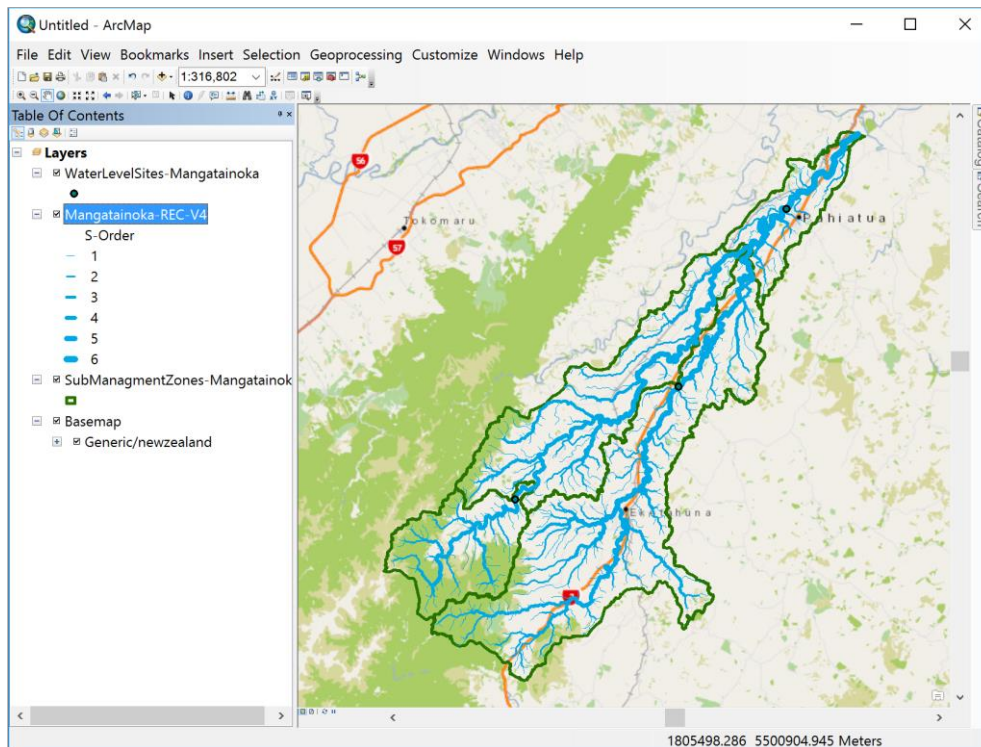 Untitled - ArcMap
File Edit View Bookmarks Insert Selection Geoprocessing Customize Windows Help
1:316,802
Table Of Contents
Layers
WaterLevelSites-Mangatainoka
Mangatainoka-REC-V4
S-Order
1
2
3
4
5
6
SubManagmentZones-Mangatainok
Basemap
Generic/newzealand
56
Tokomaru
57
Pahiatua
Eketahuna
Catalog
Search
1805498.286 5500904.945 Meters